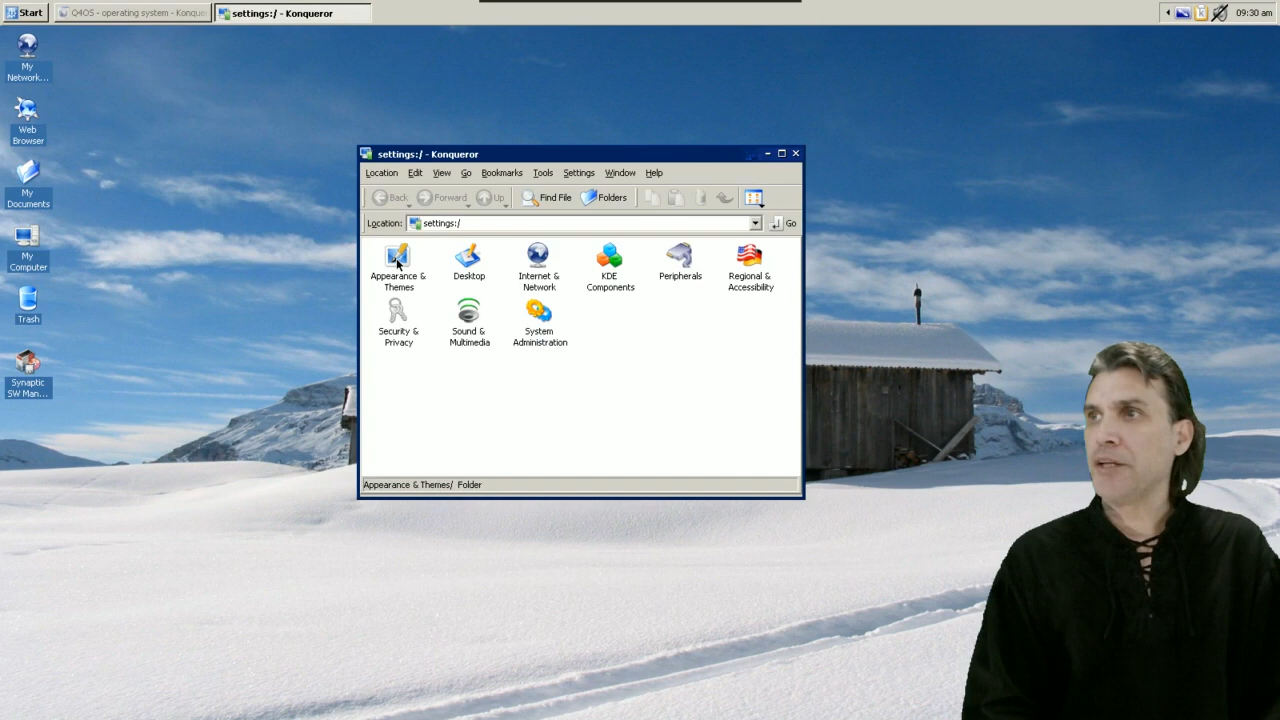 Start
Q4OS - operating system - Konque
settings:/ - Konqueror
09:30 am
My
Network...
Web
Browser
My
Documents
My
Computer
Trash
Synaptic
SW Man...
settings:/ - Konqueror
Location Edit View Go Bookmarks Tools Settings Window Help
Back Forward Up Find File Folders
Location: settings:/ Go
Appearance &
Themes
Desktop
Internet &
Network
KDE
Components
Peripherals
Regional &
Accessibility
Security &
Privacy
Sound &
Multimedia
System
Administration
Appearance & Themes/ Folder